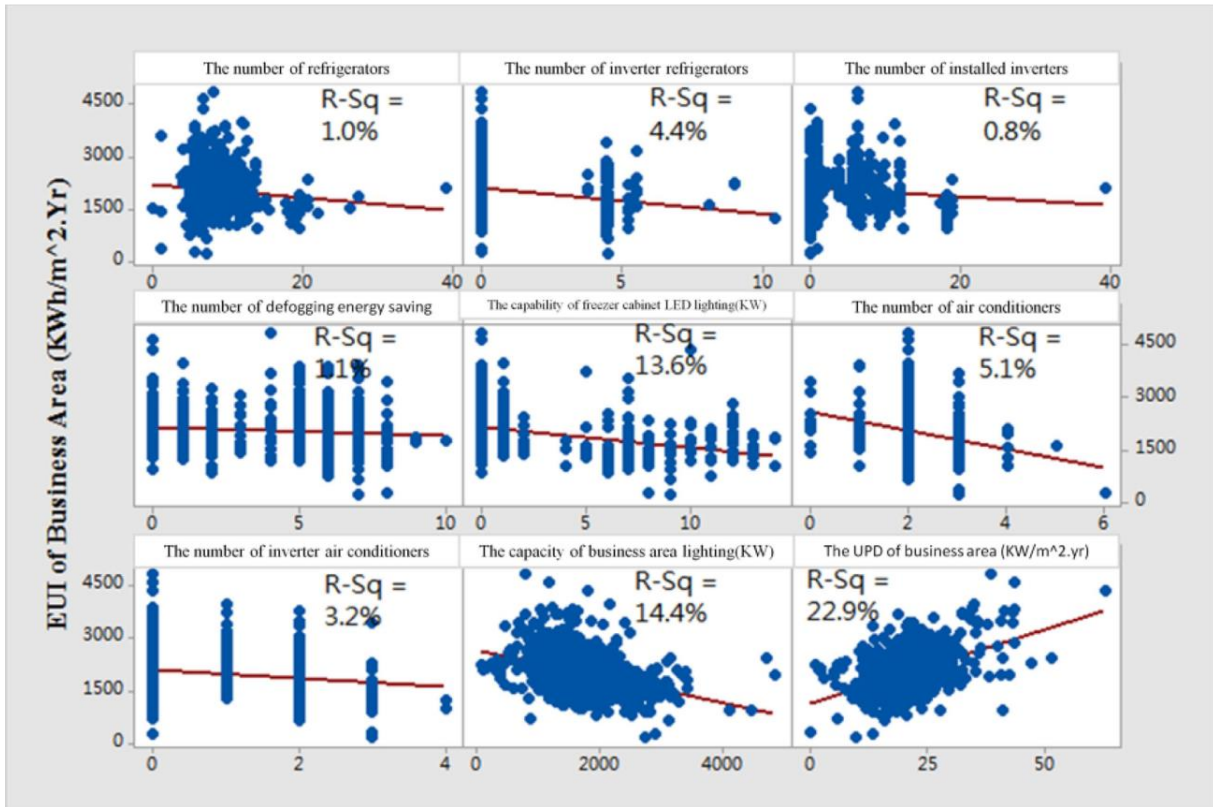 EUI of Business Area (KWh/m^2.Yr)
The number of refrigerators
R-Sq =
1.0%
4500
3000
1500
0
0 20 40
The number of inverter refrigerators
R-Sq =
4.4%
0 5 10
The number of installed inverters
R-Sq =
0.8%
0 20 40
The number of defogging energy saving
R-Sq =
1.1%
0 5 10
The capability of freezer cabinet LED lighting(KW)
R-Sq =
13.6%
0 5 10
The number of air conditioners
R-Sq =
5.1%
4500
3000
1500
0
0 2 4 6
The number of inverter air conditioners
R-Sq =
3.2%
4500
3000
1500
0
0 2 4
The capacity of business area lighting(KW)
R-Sq =
14.4%
0 2000 4000
The UPD of business area (KW/m^2.yr)
R-Sq =
22.9%
0 25 50